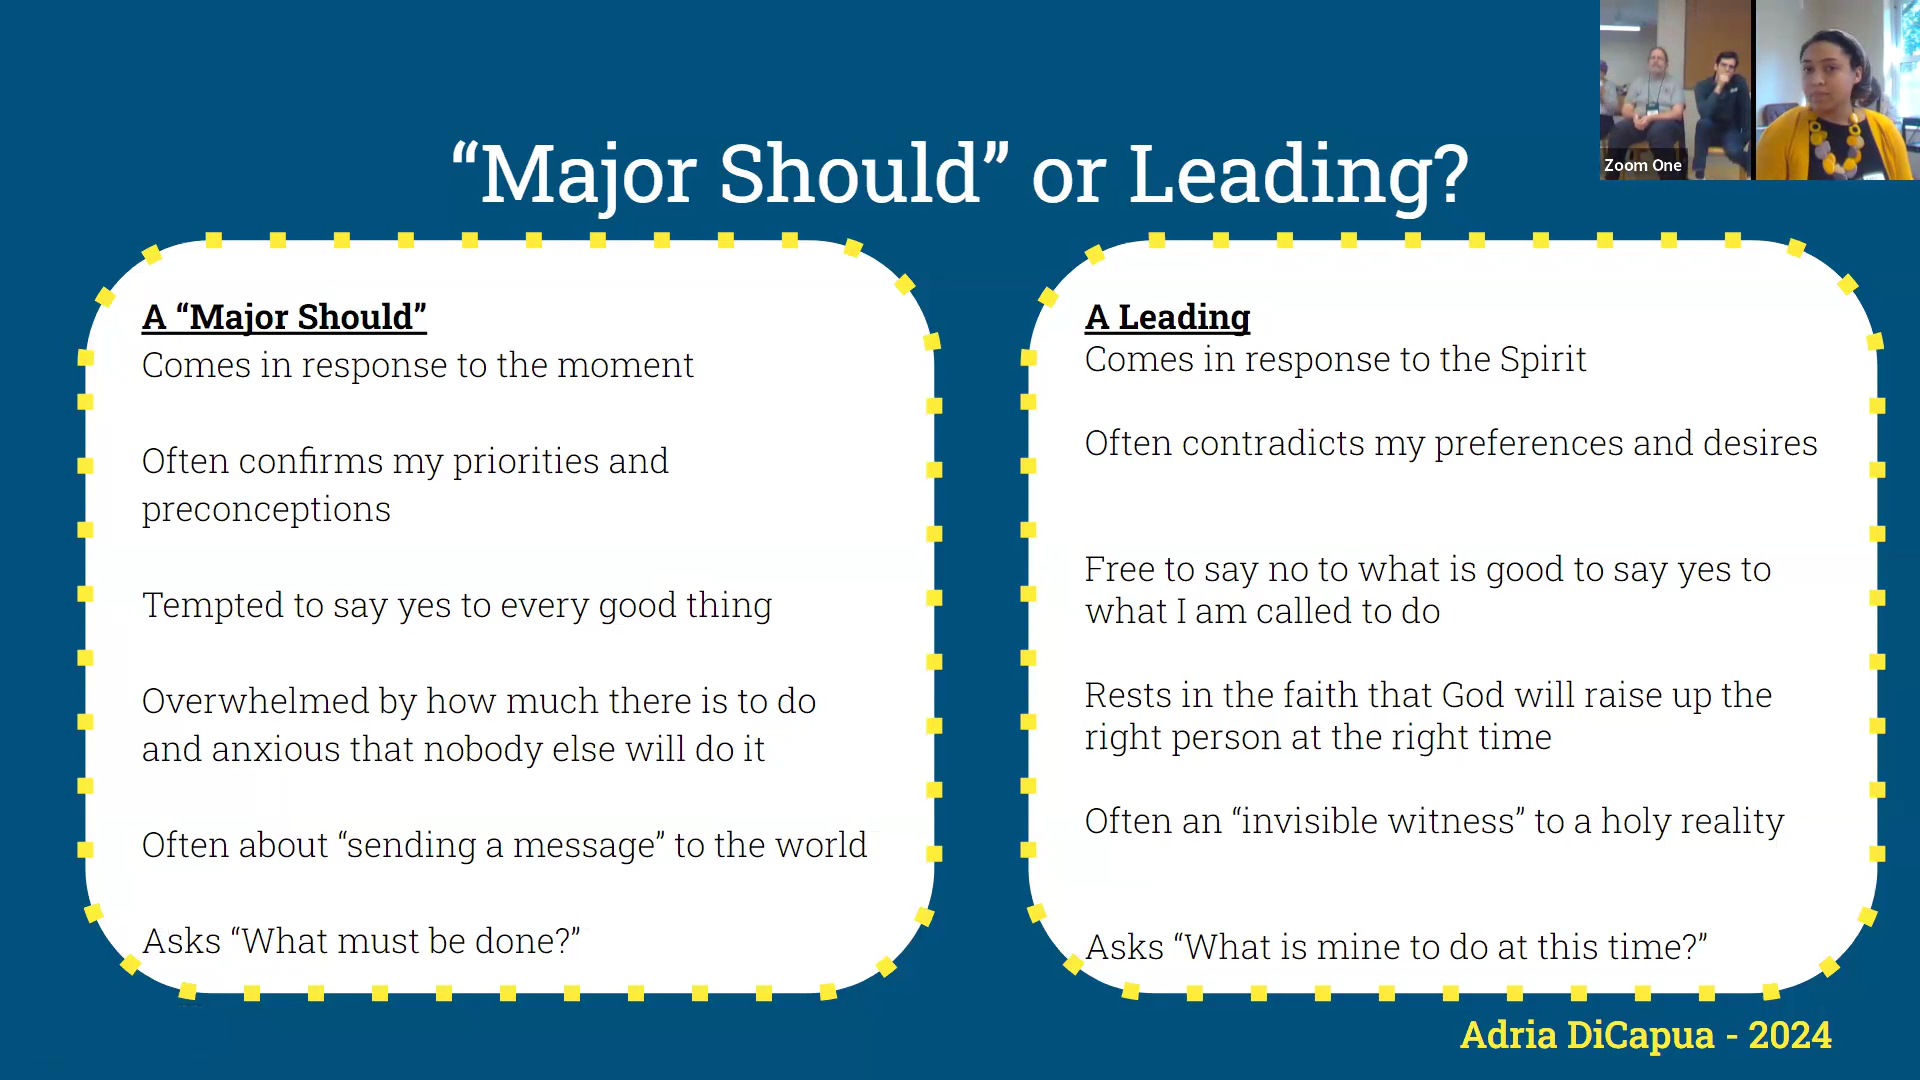 “Major Should” or Leading?
Zoom One
A “Major Should”
Comes in response to the moment
Often confirms my priorities and
preconceptions
Tempted to say yes to every good thing
Overwhelmed by how much there is to do
and anxious that nobody else will do it
Often about “sending a message” to the world
Asks “What must be done?”
A Leading
Comes in response to the Spirit
Often contradicts my preferences and desires
Free to say no to what is good to say yes to
what I am called to do
Rests in the faith that God will raise up the
right person at the right time
Often an “invisible witness” to a holy reality
Asks “What is mine to do at this time?”
Adria DiCapua - 2024